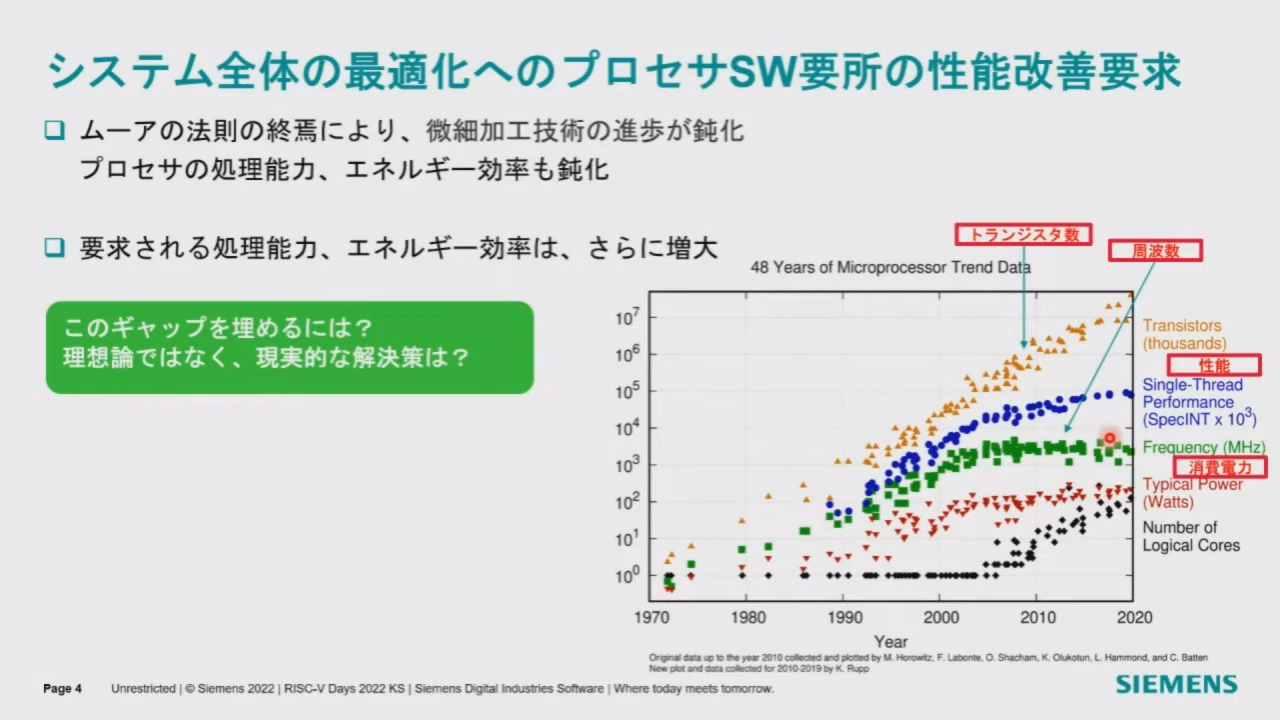 システム全体の最適化へのプロセサSW要所の性能改善要求
❑ ムーアの法則の終焉により、微細加工技術の進歩が鈍化
プロセサの処理能力、エネルギー効率も鈍化
❑ 要求される処理能力、エネルギー効率は、さらに増大
このギャップを埋めるには？
理想論ではなく、現実的な解決策は？
トランジスタ数
周波数
48 Years of Microprocessor Trend Data
10^7
10^6
10^5
10^4
10^3
10^2
10^1
10^0
Transistors
(thousands)
性能
Single-Thread
Performance
(SpecINT x 10^3)
Frequency (MHz)
消費電力
Typical Power
(Watts)
Number of
Logical Cores
1970 1980 1990 2000 2010 2020
Year
Original data up to the year 2010 collected and plotted by M. Horowitz, F. Labonte, O. Shacham, K. Olukotun, L. Hammond, and C. Batten
New plot and data collected for 2010-2019 by K. Rupp
Page 4 Unrestricted | © Siemens 2022 | RISC-V Days 2022 KS | Siemens Digital Industries Software | Where today meets tomorrow.
SIEMENS